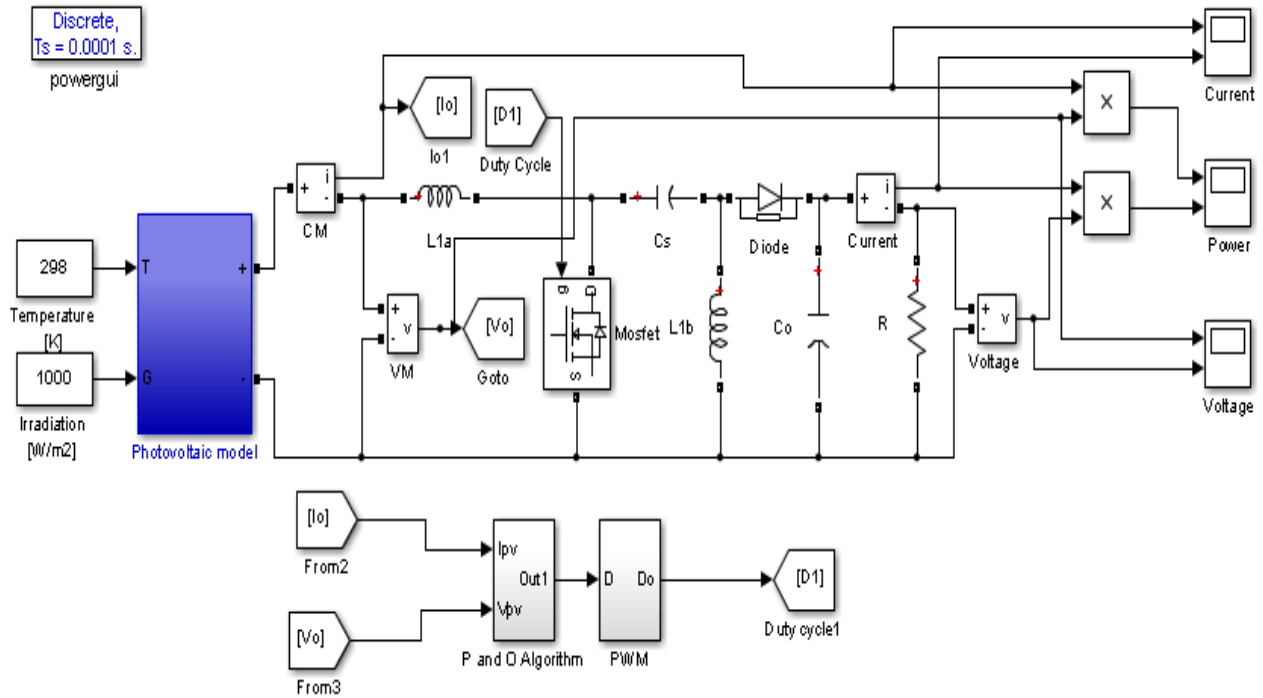 Discrete,
Ts = 0.0001 s.
powergui
[Io]
Io1
[D1]
Duty Cycle
X
Current
i
+
-
CM
L1a
Cs
Diode
+
i
-
Current
X
Power
298
Temperature
[K]
T
+
1000
Irradiation
[W/m2]
G
-
Photovoltaic model
+
-
v
VM
[Vo]
Goto
g
D
S
Mosfet
L1b
Co
R
+
-
v
Voltage
Voltage
[Io]
From2
[Vo]
From3
Ipv
Vpv
Out1
P and O Algorithm
D
Do
PWM
[D1]
Duty cycle1